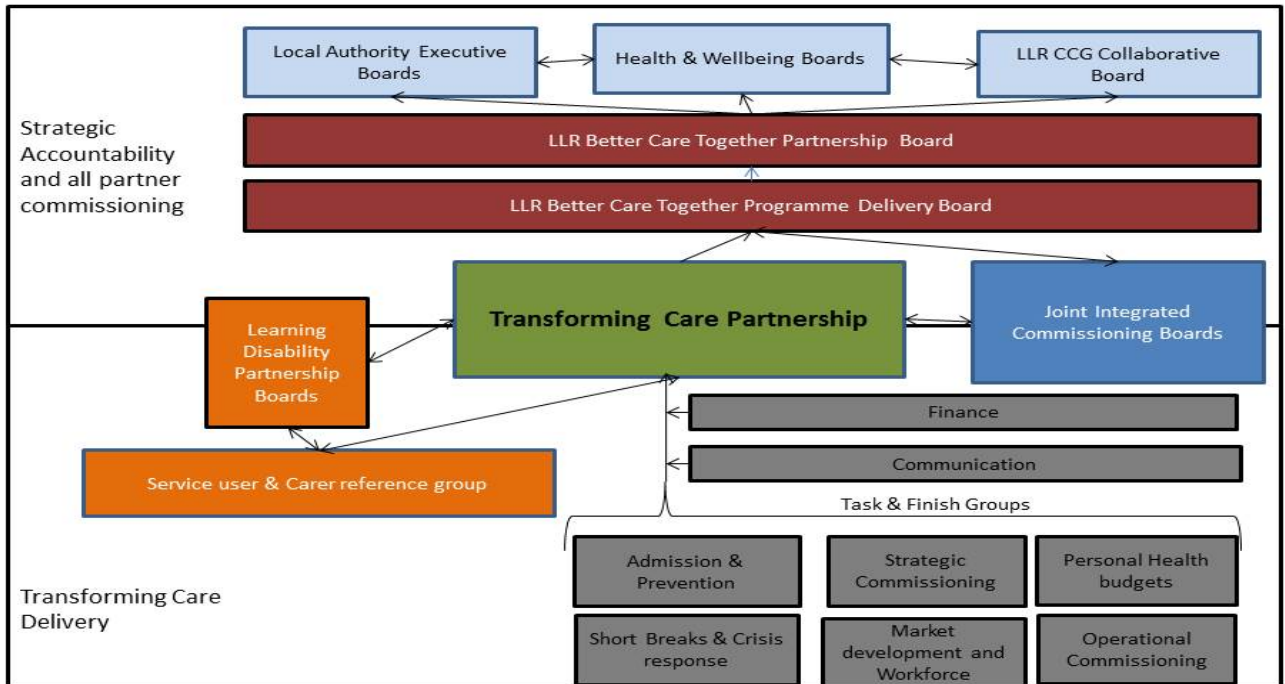 Local Authority Executive
Boards
Health & Wellbeing Boards
LLR CCG Collaborative
Board
Strategic
Accountability
and all partner
commissioning
LLR Better Care Together Partnership Board
LLR Better Care Together Programme Delivery Board
Transforming Care Partnership
Joint Integrated
Commissioning Boards
Learning
Disability
Partnership
Boards
Finance
Communication
Service user & Carer reference group
Task & Finish Groups
Transforming Care
Delivery
Admission &
Prevention
Strategic
Commissioning
Personal Health
budgets
Short Breaks & Crisis
response
Market
development and
Workforce
Operational
Commissioning